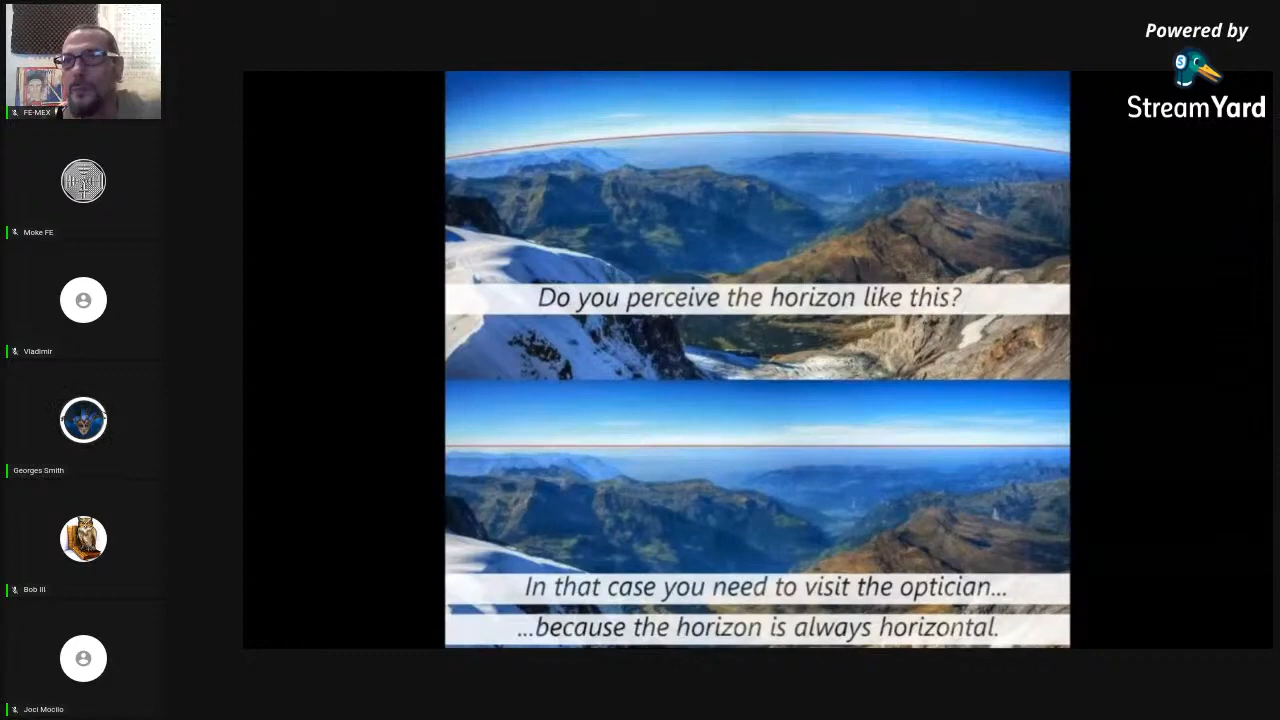 Powered by
StreamYard
FE-MEX
Moke FE
Vladimir
Georges Smith
Bob III
Joci Mocilo
Do you perceive the horizon like this?
In that case you need to visit the optician...
...because the horizon is always horizontal.